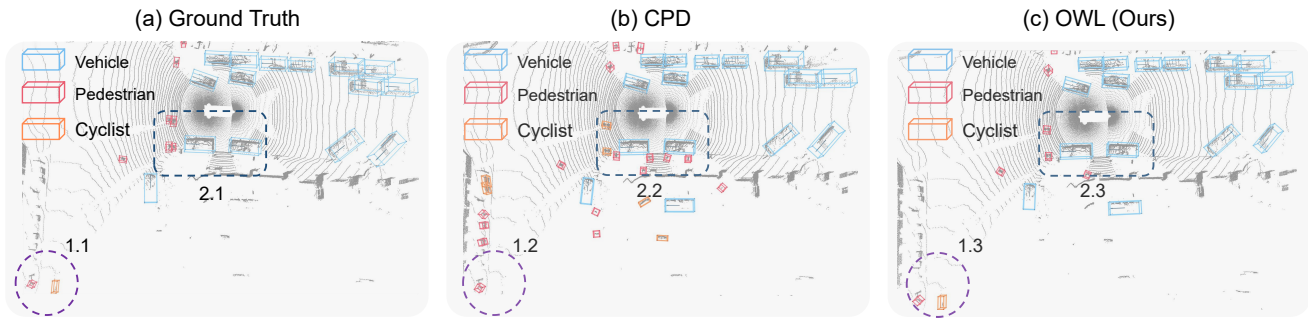 (a) Ground Truth
Vehicle
Pedestrian
Cyclist
2.1
1.1
(b) CPD
Vehicle
Pedestrian
Cyclist
2.2
1.2
(c) OWL (Ours)
Vehicle
Pedestrian
Cyclist
2.3
1.3